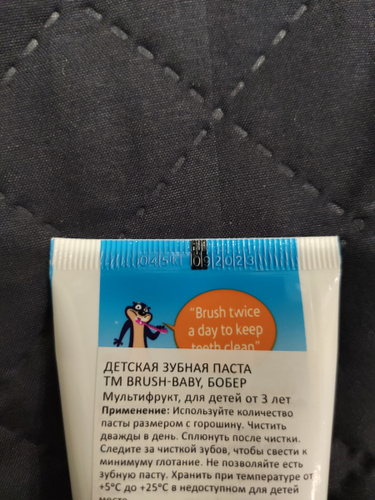 092023
"Brush twice
a day to keep
teeth clean"
ДЕТСКАЯ ЗУБНАЯ ПАСТА
ТМ BRUSH-BABY, БОБЕР
Мультифрукт, для детей от 3 лет
Применение: Используйте количество
пасты размером с горошину. Чистить
дважды в день. Сплюнуть после чистки.
Следите за чисткой зубов, чтобы свести к
минимуму глотание. Не позволяйте есть
зубную пасту. Хранить при температуре от
+5°С до +25°С в недоступном для детей
месте